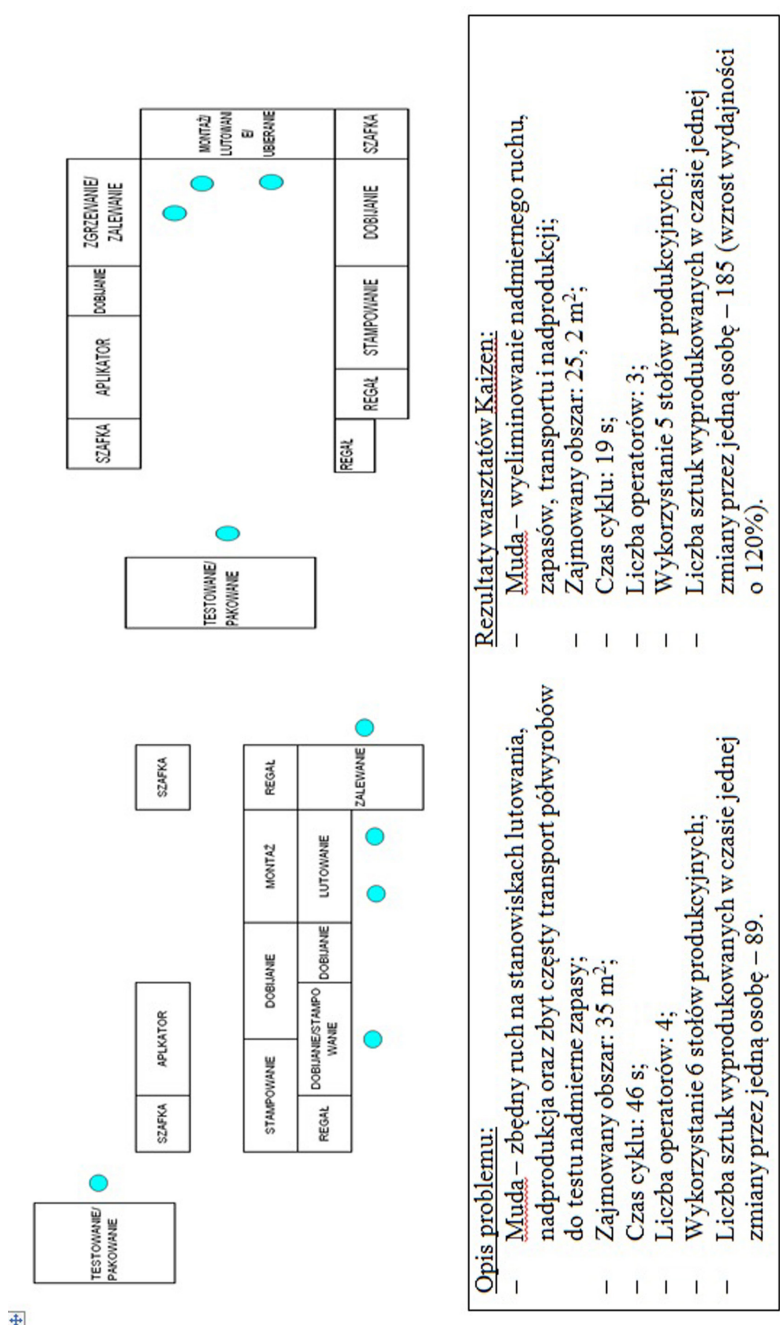 TESTOWANIE/
PAKOWANIE
SZAFKA
APLKATOR
SZAFKA
STAMPOWANIE
DOBIJANIE
MONTAŻ
REGAŁ
REGAŁ
DOBIJANIE/STAMPO
WANIE
DOBIJANIE
LUTOWANIE
ZALEWANIE
TESTOWANIE/
PAKOWANIE
SZAFKA
APLIKATOR
DOBIJANIE
ZGRZEWANIE/
ZALEWANIE
MONTAŻ/
LUTOWANI
E/
UBIERANIE
REGAŁ
REGAŁ
STAMPOWANIE
DOBIJANIE
SZAFKA
Opis problemu:
– Muda – zbędny ruch na stanowiskach lutowania,
nadprodukcja oraz zbyt częsty transport półwyrobów
do testu nadmierne zapasy;
– Zajmowany obszar: 35 m²;
– Czas cyklu: 46 s;
– Liczba operatorów: 4;
– Wykorzystanie 6 stołów produkcyjnych;
– Liczba sztuk wyprodukowanych w czasie jednej
zmiany przez jedną osobę – 89.
Rezultaty warsztatów Kaizen:
– Muda – wyeliminowanie nadmiernego ruchu,
zapasów, transportu i nadprodukcji;
– Zajmowany obszar: 25, 2 m²;
– Czas cyklu: 19 s;
– Liczba operatorów: 3;
– Wykorzystanie 5 stołów produkcyjnych;
– Liczba sztuk wyprodukowanych w czasie jednej
zmiany przez jedną osobę – 185 (wzrost wydajności
o 120%).